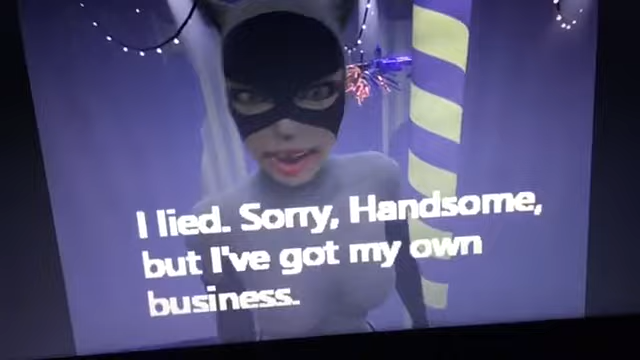 I lied. Sorry, Handsome,
but I've got my own
business.